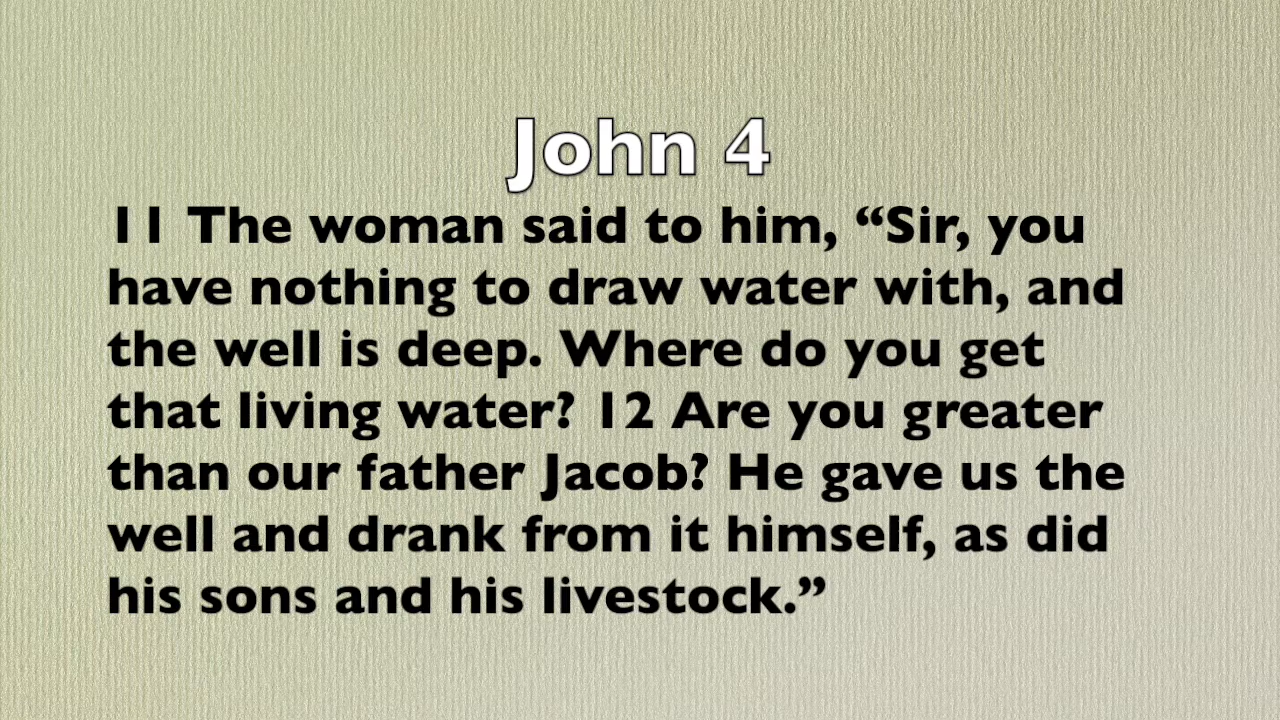 John 4
11 The woman said to him, “Sir, you
have nothing to draw water with, and
the well is deep. Where do you get
that living water? 12 Are you greater
than our father Jacob? He gave us the
well and drank from it himself, as did
his sons and his livestock.”